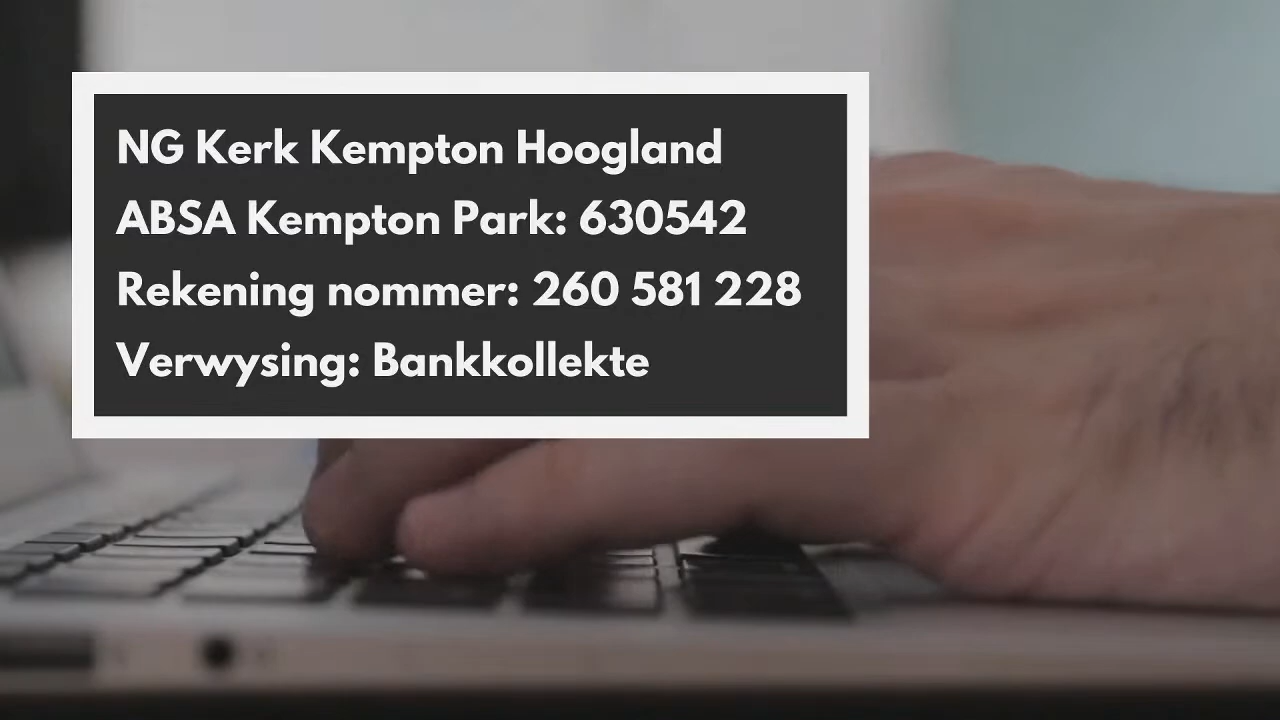 NG Kerk Kempton Hoogland
ABSA Kempton Park: 630542
Rekening nommer: 260 581 228
Verwysing: Bankkollekte